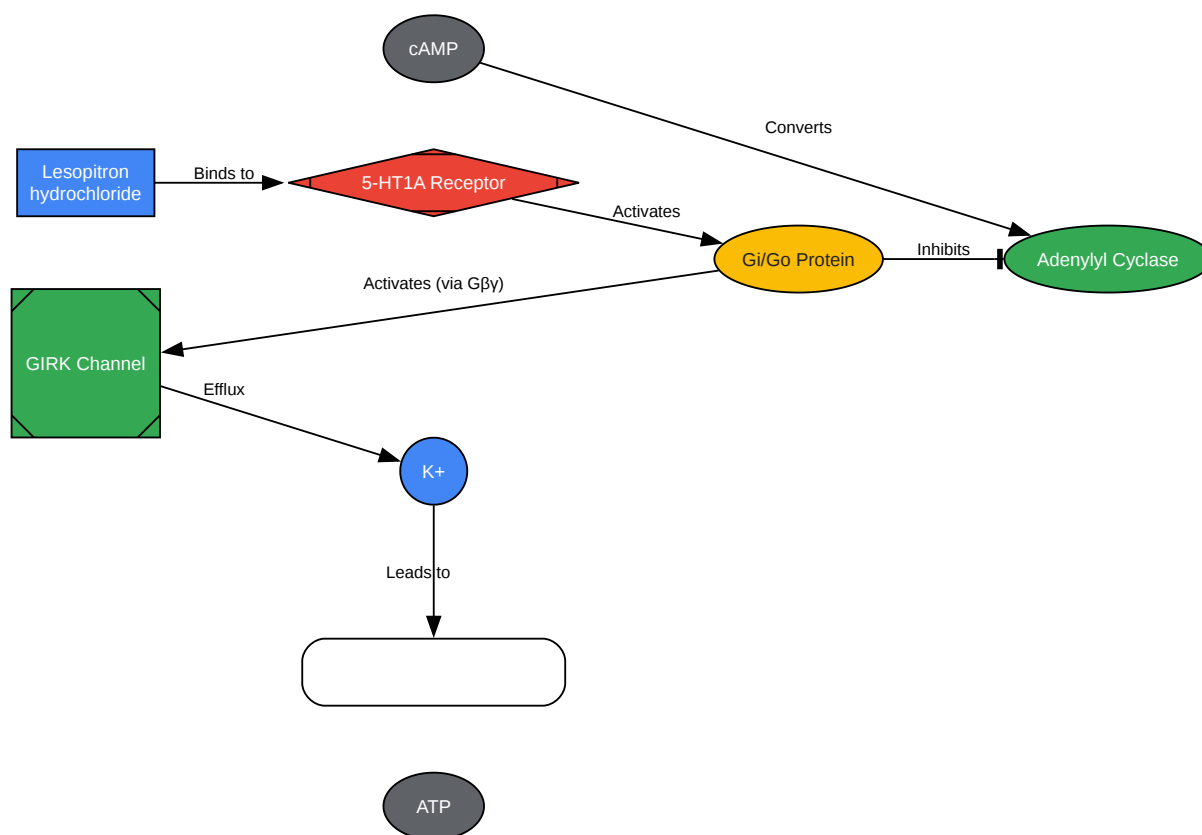 cAMP
Converts
Lesopitron
hydrochloride
Binds to
5-HT1A Receptor
Activates
Gi/Go Protein
Inhibits
Adenylyl Cyclase
Activates (via Gβγ)
GIRK Channel
Efflux
K+
Leads to
ATP